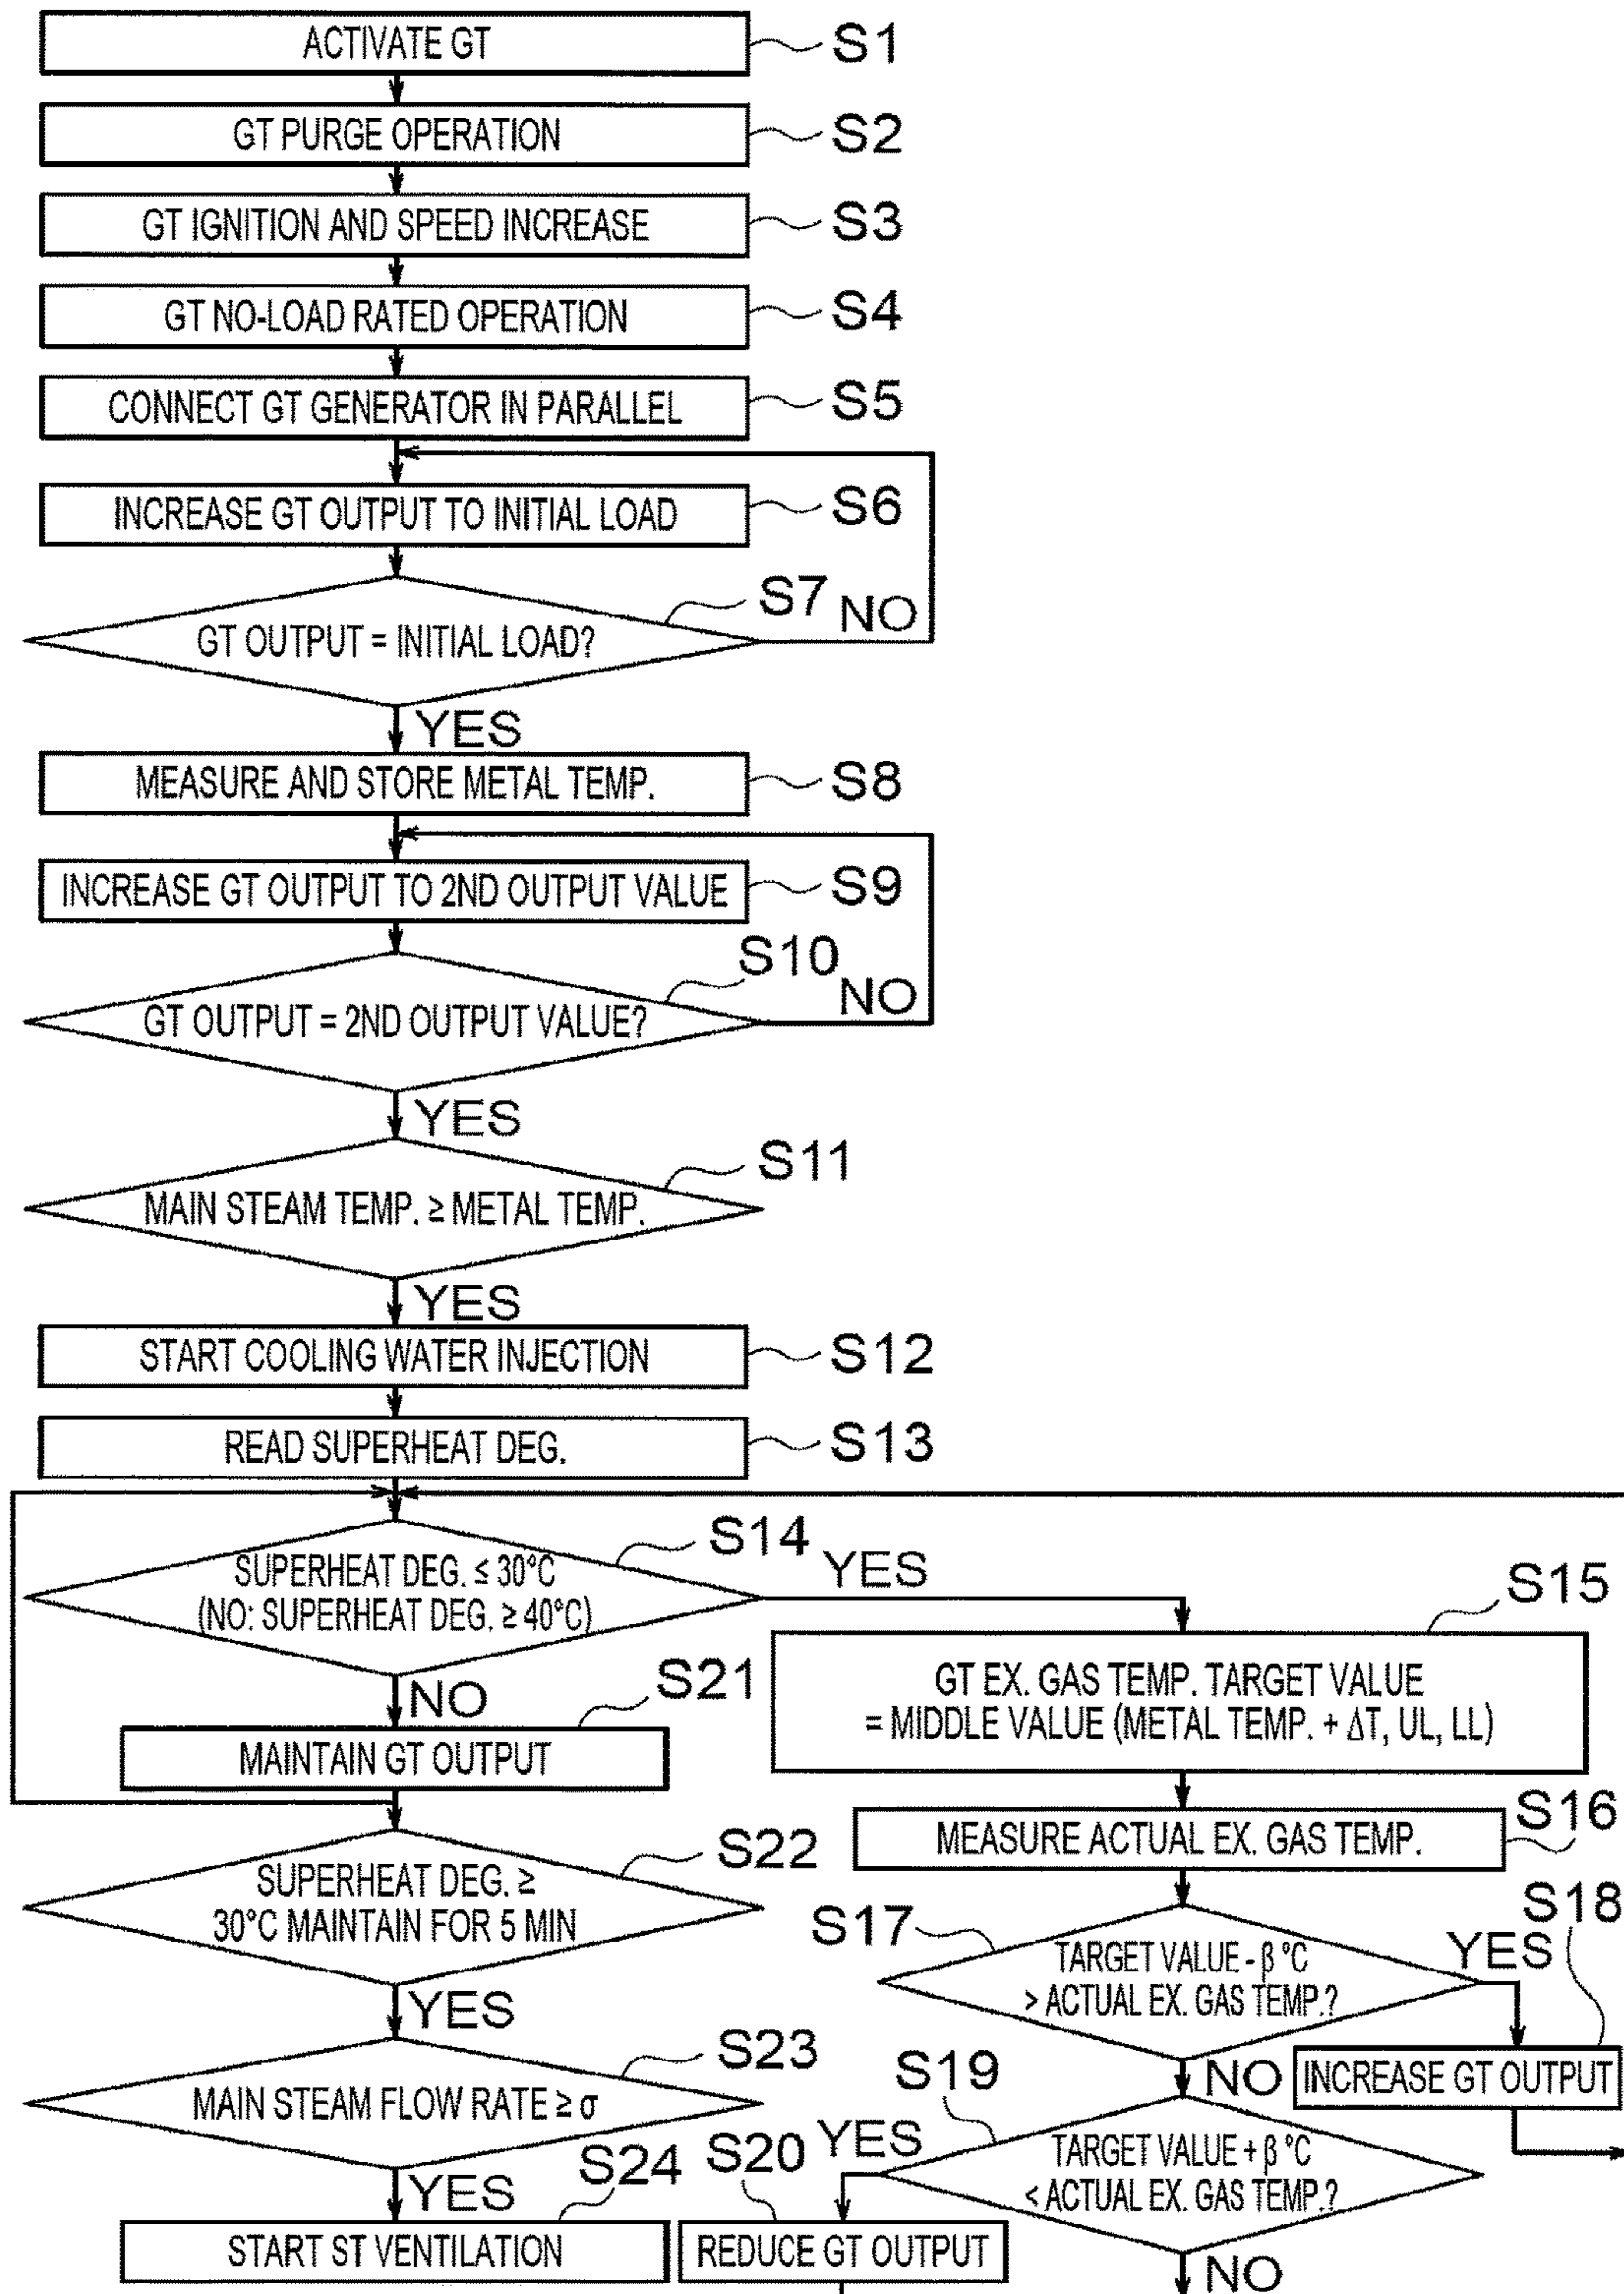 ACTIVATE GT
S1
GT PURGE OPERATION
S2
GT IGNITION AND SPEED INCREASE
S3
GT NO-LOAD RATED OPERATION
S4
CONNECT GT GENERATOR IN PARALLEL
S5
INCREASE GT OUTPUT TO INITIAL LOAD
S6
S7
NO
GT OUTPUT = INITIAL LOAD?
YES
MEASURE AND STORE METAL TEMP.
S8
INCREASE GT OUTPUT TO 2ND OUTPUT VALUE
S9
S10
NO
GT OUTPUT = 2ND OUTPUT VALUE?
YES
S11
MAIN STEAM TEMP. ≥ METAL TEMP.
YES
START COOLING WATER INJECTION
S12
READ SUPERHEAT DEG.
S13
S14
YES
SUPERHEAT DEG. ≤ 30°C
(NO: SUPERHEAT DEG. ≥ 40°C)
NO
S21
MAINTAIN GT OUTPUT
S15
GT EX. GAS TEMP. TARGET VALUE
= MIDDLE VALUE (METAL TEMP. + ΔT, UL, LL)
S16
MEASURE ACTUAL EX. GAS TEMP.
S22
SUPERHEAT DEG. ≥
30°C MAINTAIN FOR 5 MIN
YES
S17
TARGET VALUE - β °C
> ACTUAL EX. GAS TEMP.?
YES
S18
INCREASE GT OUTPUT
NO
S23
MAIN STEAM FLOW RATE ≥ σ
YES
S24
START ST VENTILATION
S19
TARGET VALUE + β °C
< ACTUAL EX. GAS TEMP.?
YES
S20
REDUCE GT OUTPUT
NO